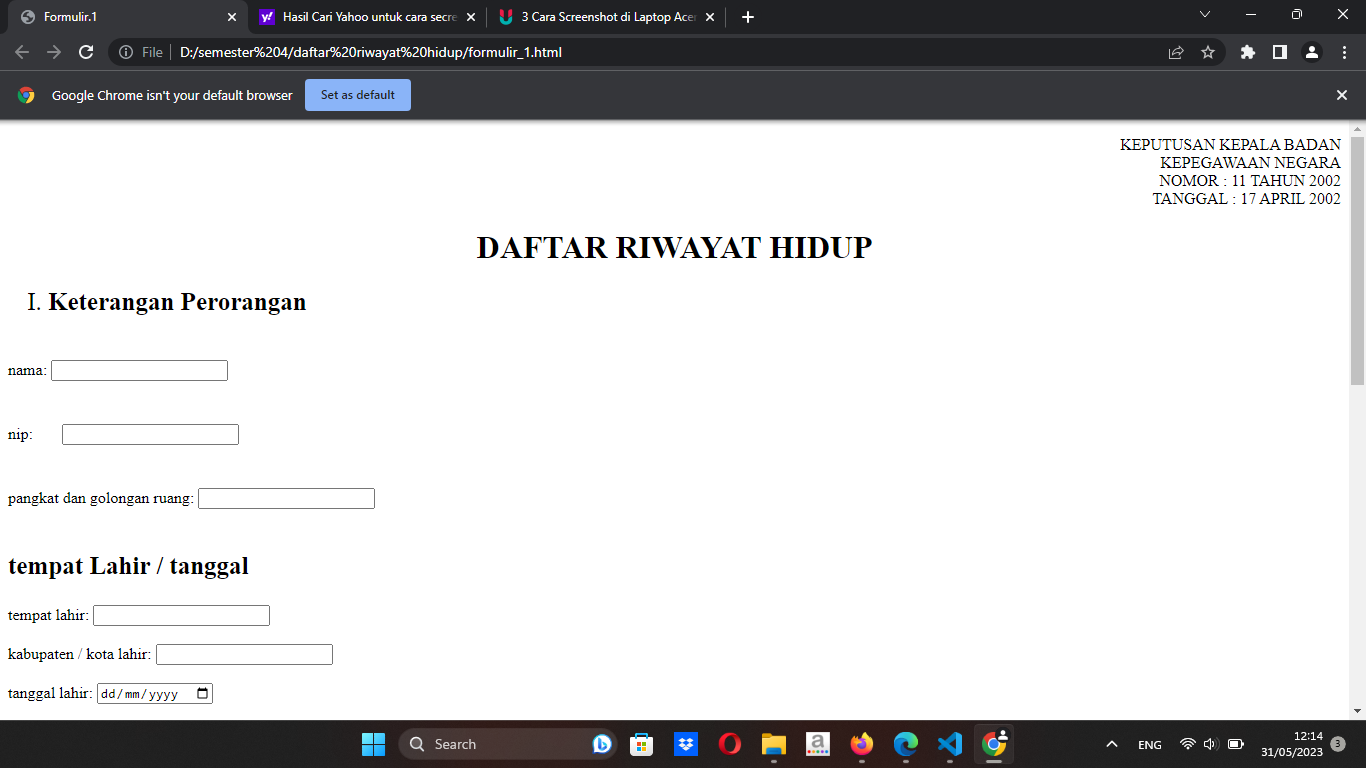 Formulir.1
Hasil Cari Yahoo untuk cara secre
3 Cara Screenshot di Laptop Acer
File
D:/semester%204/daftar%20riwayat%20hidup/formulir_1.html
Google Chrome isn't your default browser
Set as default
KEPUTUSAN KEPALA BADAN
KEPEGAWAAN NEGARA
NOMOR : 11 TAHUN 2002
TANGGAL : 17 APRIL 2002
DAFTAR RIWAYAT HIDUP
I. Keterangan Perorangan
nama:
nip:
pangkat dan golongan ruang:
tempat Lahir / tanggal
tempat lahir:
kabupaten / kota lahir:
tanggal lahir: dd/mm/yyyy
Search
ENG
12:14
31/05/2023
3